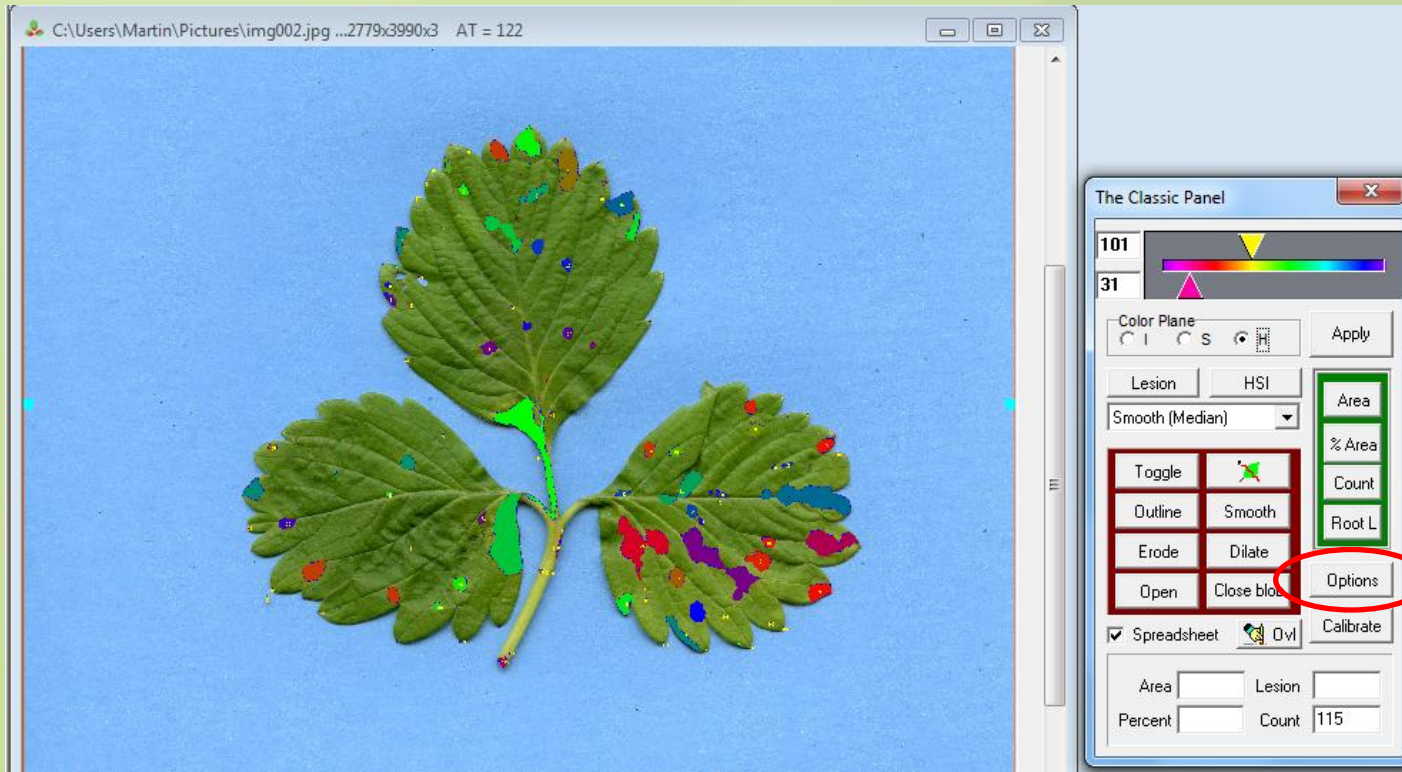 C:\Users\Martin\Pictures\img002.jpg ...2779x3990x3 AT = 122
The Classic Panel
101
31
Color Plane
I S H
Apply
Lesion HSI
Smooth (Median)
Area
% Area
Count
Root L
Toggle
Outline Smooth
Erode Dilate
Open Close blob
Options
Calibrate
Spreadsheet Ovl
Area Lesion
Percent Count 115